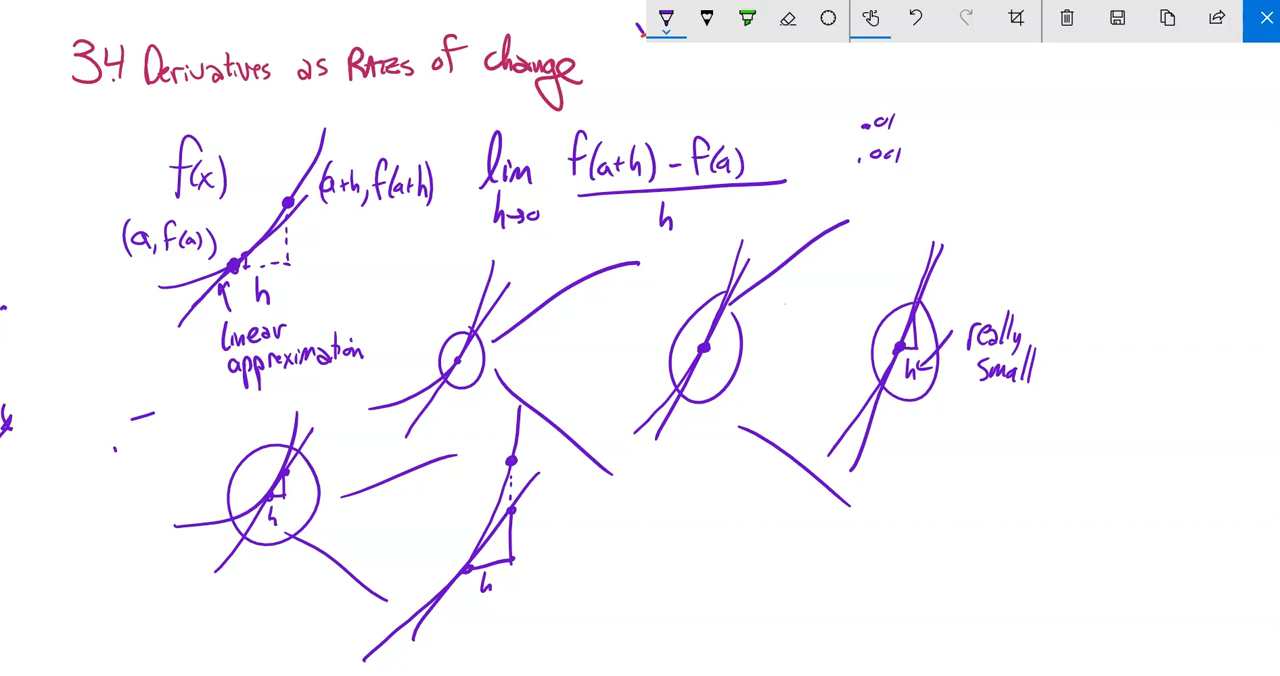 3.4 Derivatives as Rates of change
f(x)
(a+h, f(a+h))
(a, f(a))
h
linear
approximation
lim
h→0
f(a+h) - f(a)
h
.01
.001
h
really
small
h
h